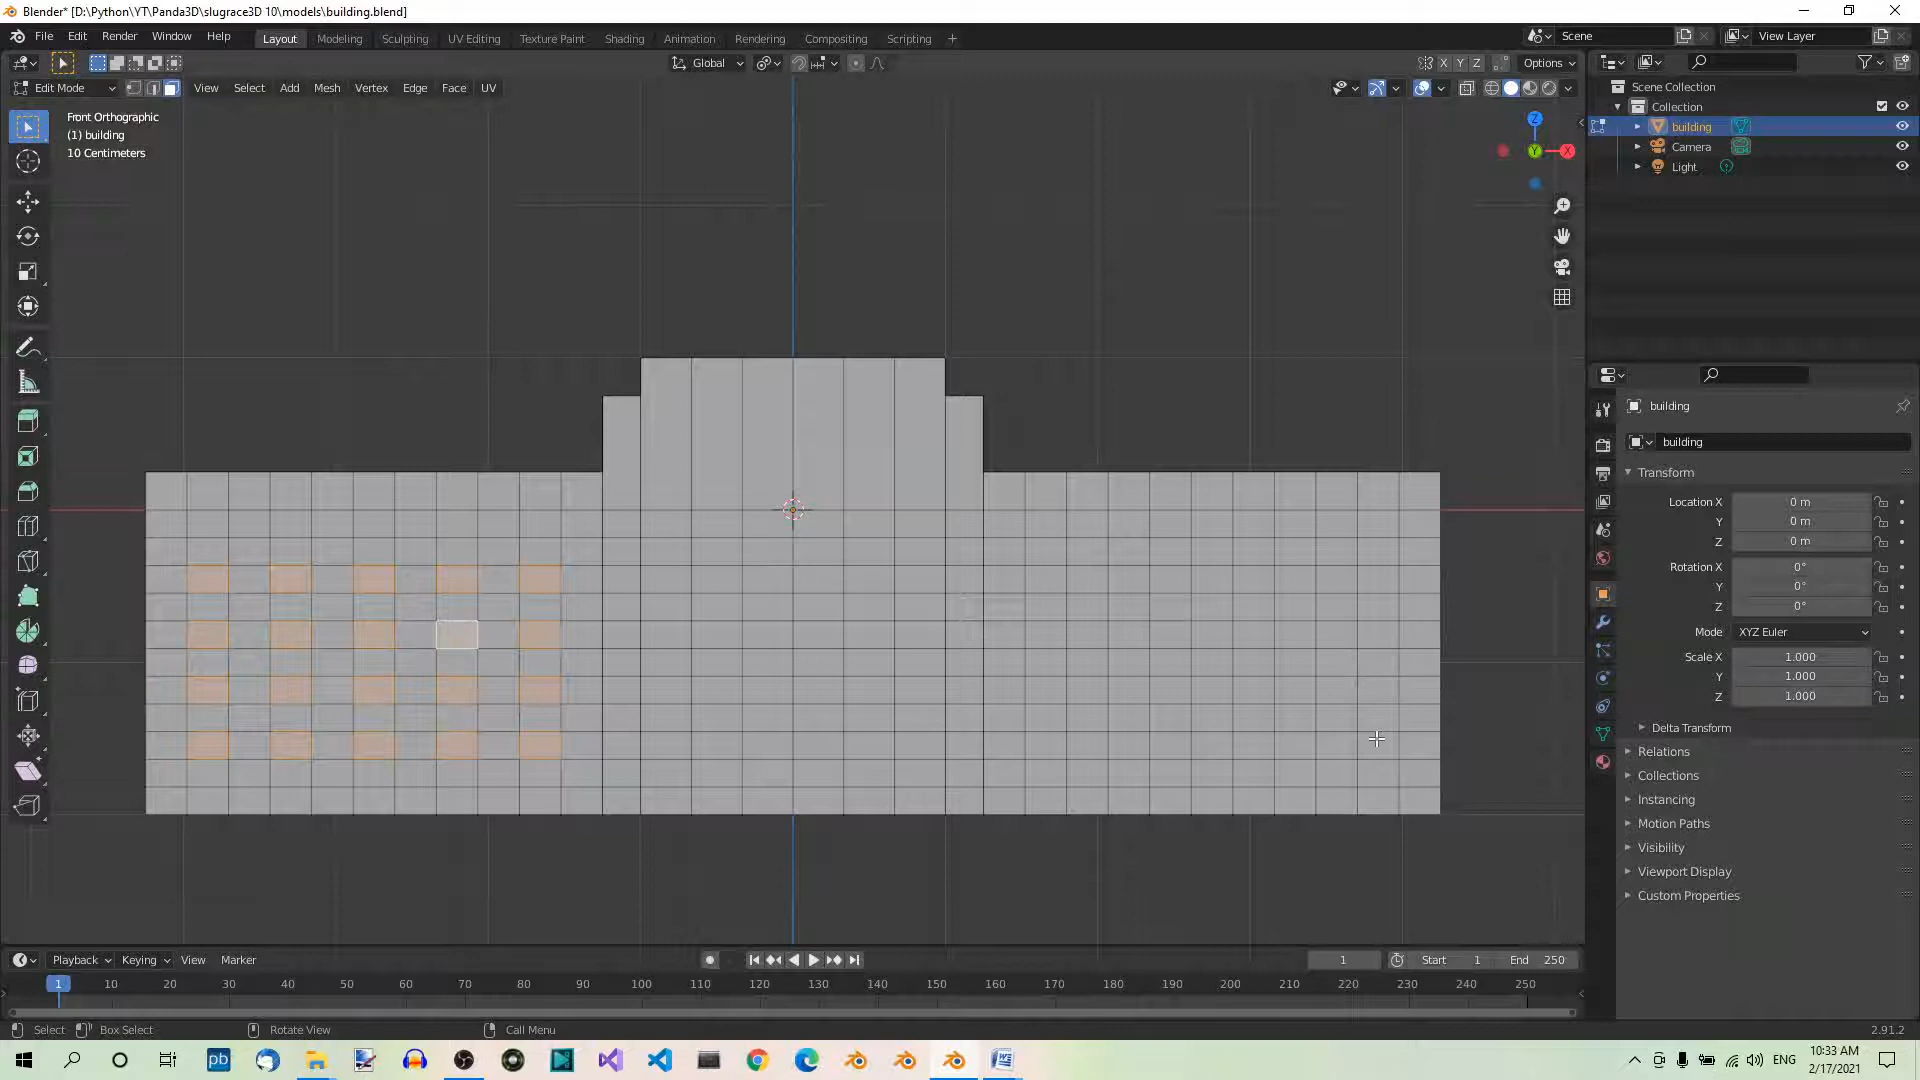 Blender* [D:\Python\YT\Panda3D\slugrace3D 10\models\building.blend]
File Edit Render Window Help Layout Modeling Sculpting UV Editing Texture Paint Shading Animation Rendering Compositing Scripting + Scene View Layer
Global X Y Z Options
Edit Mode View Select Add Mesh Vertex Edge Face UV
Front Orthographic
(1) building
10 Centimeters
Z
Y
X
Scene Collection
Collection
building
Camera
Light
building
building
Transform
Location X 0 m
Y 0 m
Z 0 m
Rotation X 0°
Y 0°
Z 0°
Mode XYZ Euler
Scale X 1.000
Y 1.000
Z 1.000
Delta Transform
Relations
Collections
Instancing
Motion Paths
Visibility
Viewport Display
Custom Properties
Playback Keying View Marker 1 Start 1 End 250
1 10 20 30 40 50 60 70 80 90 100 110 120 130 140 150 160 170 180 190 200 210 220 230 240 250
Select Box Select Rotate View Call Menu 2.91.2
pb ENG 10:33 AM
2/17/2021